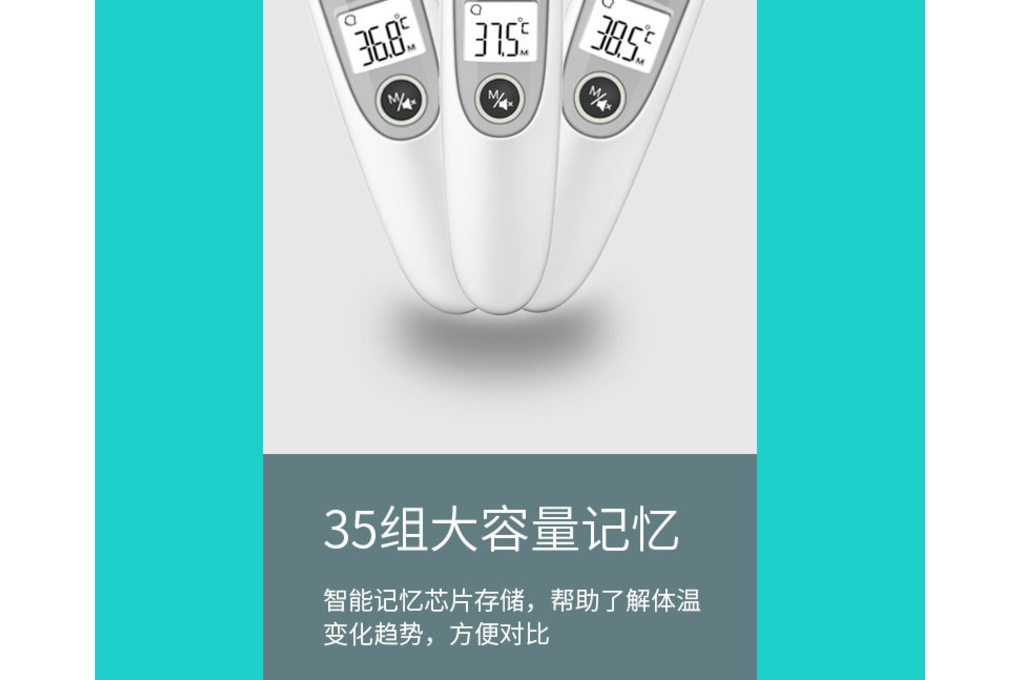 36.8℃ M
37.5℃ M
38.5℃ M
M/
M/
M/
35组大容量记忆
智能记忆芯片存储，帮助了解体温
变化趋势，方便对比